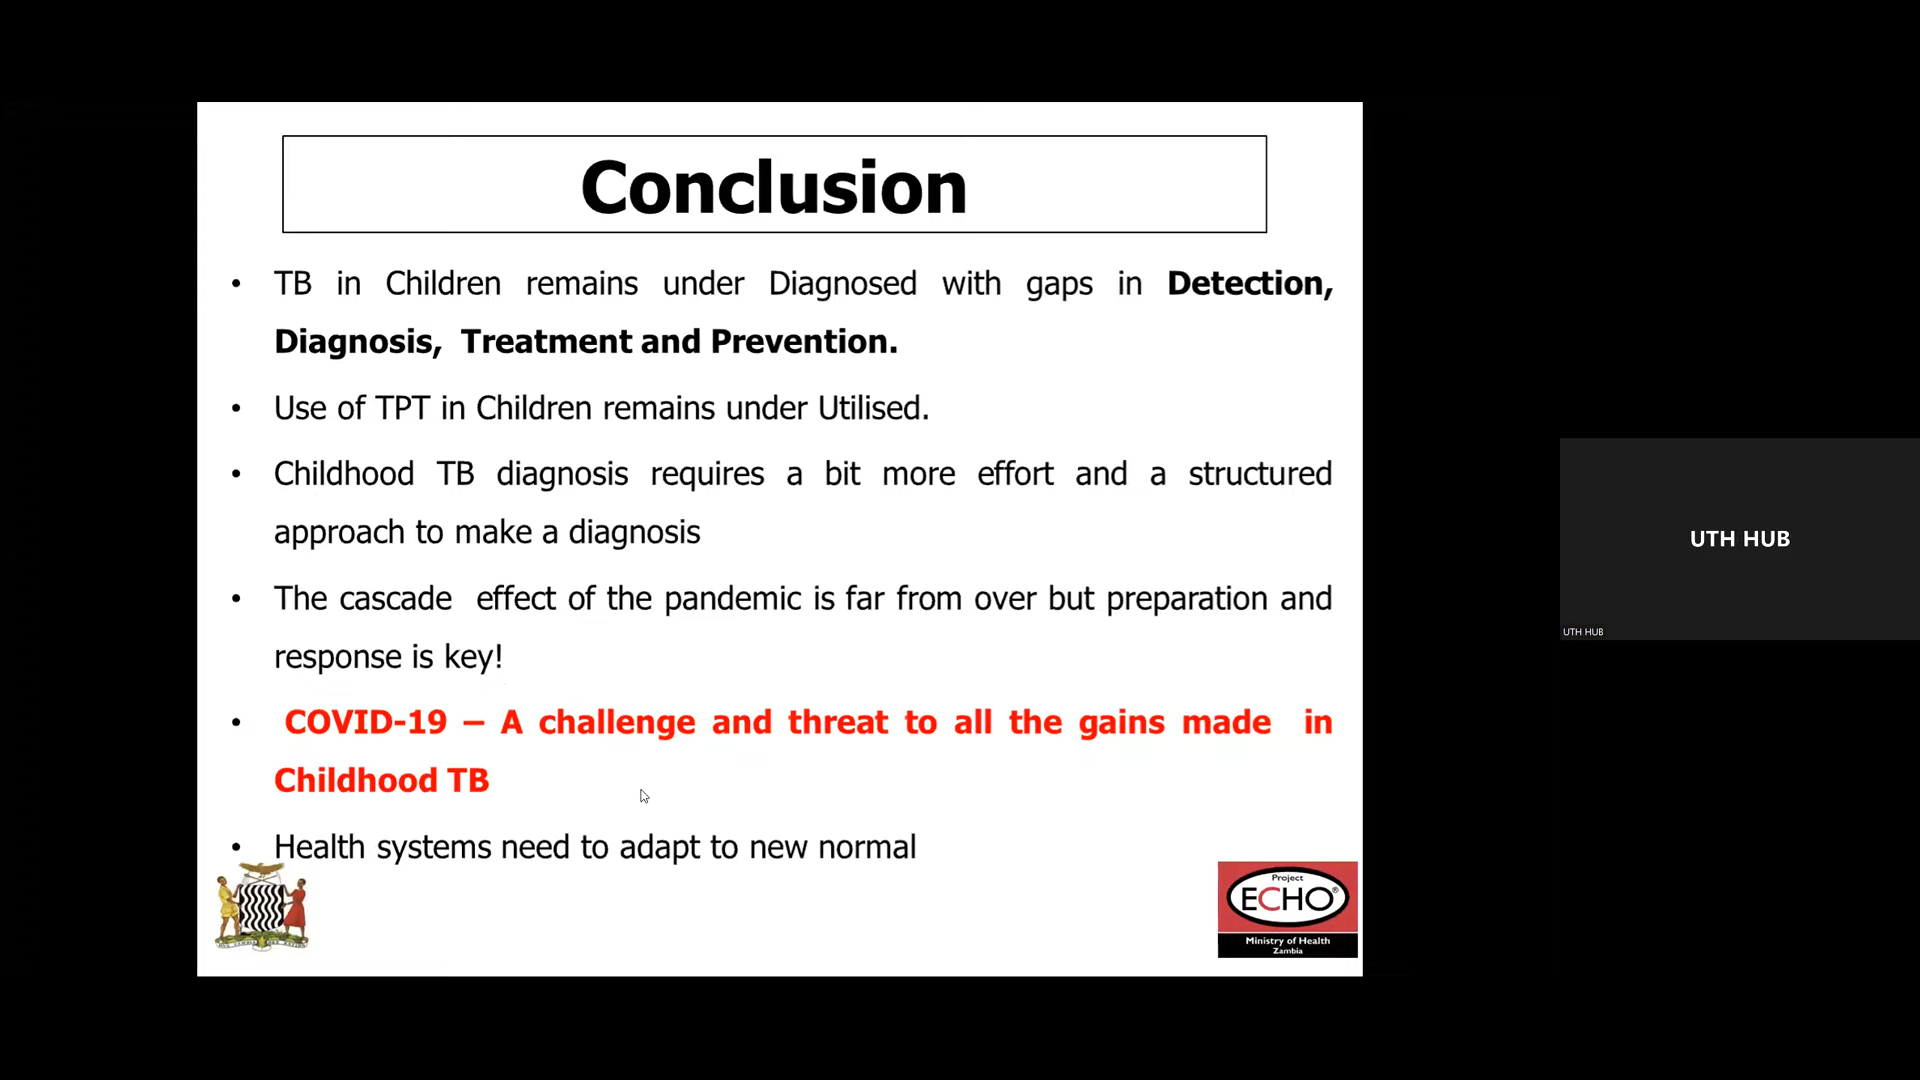 Conclusion
• TB in Children remains under Diagnosed with gaps in Detection,
Diagnosis, Treatment and Prevention.
• Use of TPT in Children remains under Utilised.
• Childhood TB diagnosis requires a bit more effort and a structured
approach to make a diagnosis
• The cascade effect of the pandemic is far from over but preparation and
response is key!
• COVID-19 – A challenge and threat to all the gains made in
Childhood TB
• Health systems need to adapt to new normal
Project
ECHO®
Ministry of Health
Zambia
UTH HUB
UTH HUB